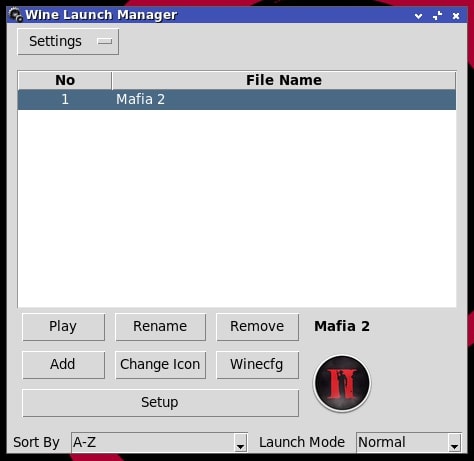 Wine Launch Manager
Settings
No File Name
1 Mafia 2
Play Rename Remove Mafia 2
Add Change Icon Winecfg
Setup
Sort By A-Z Launch Mode Normal